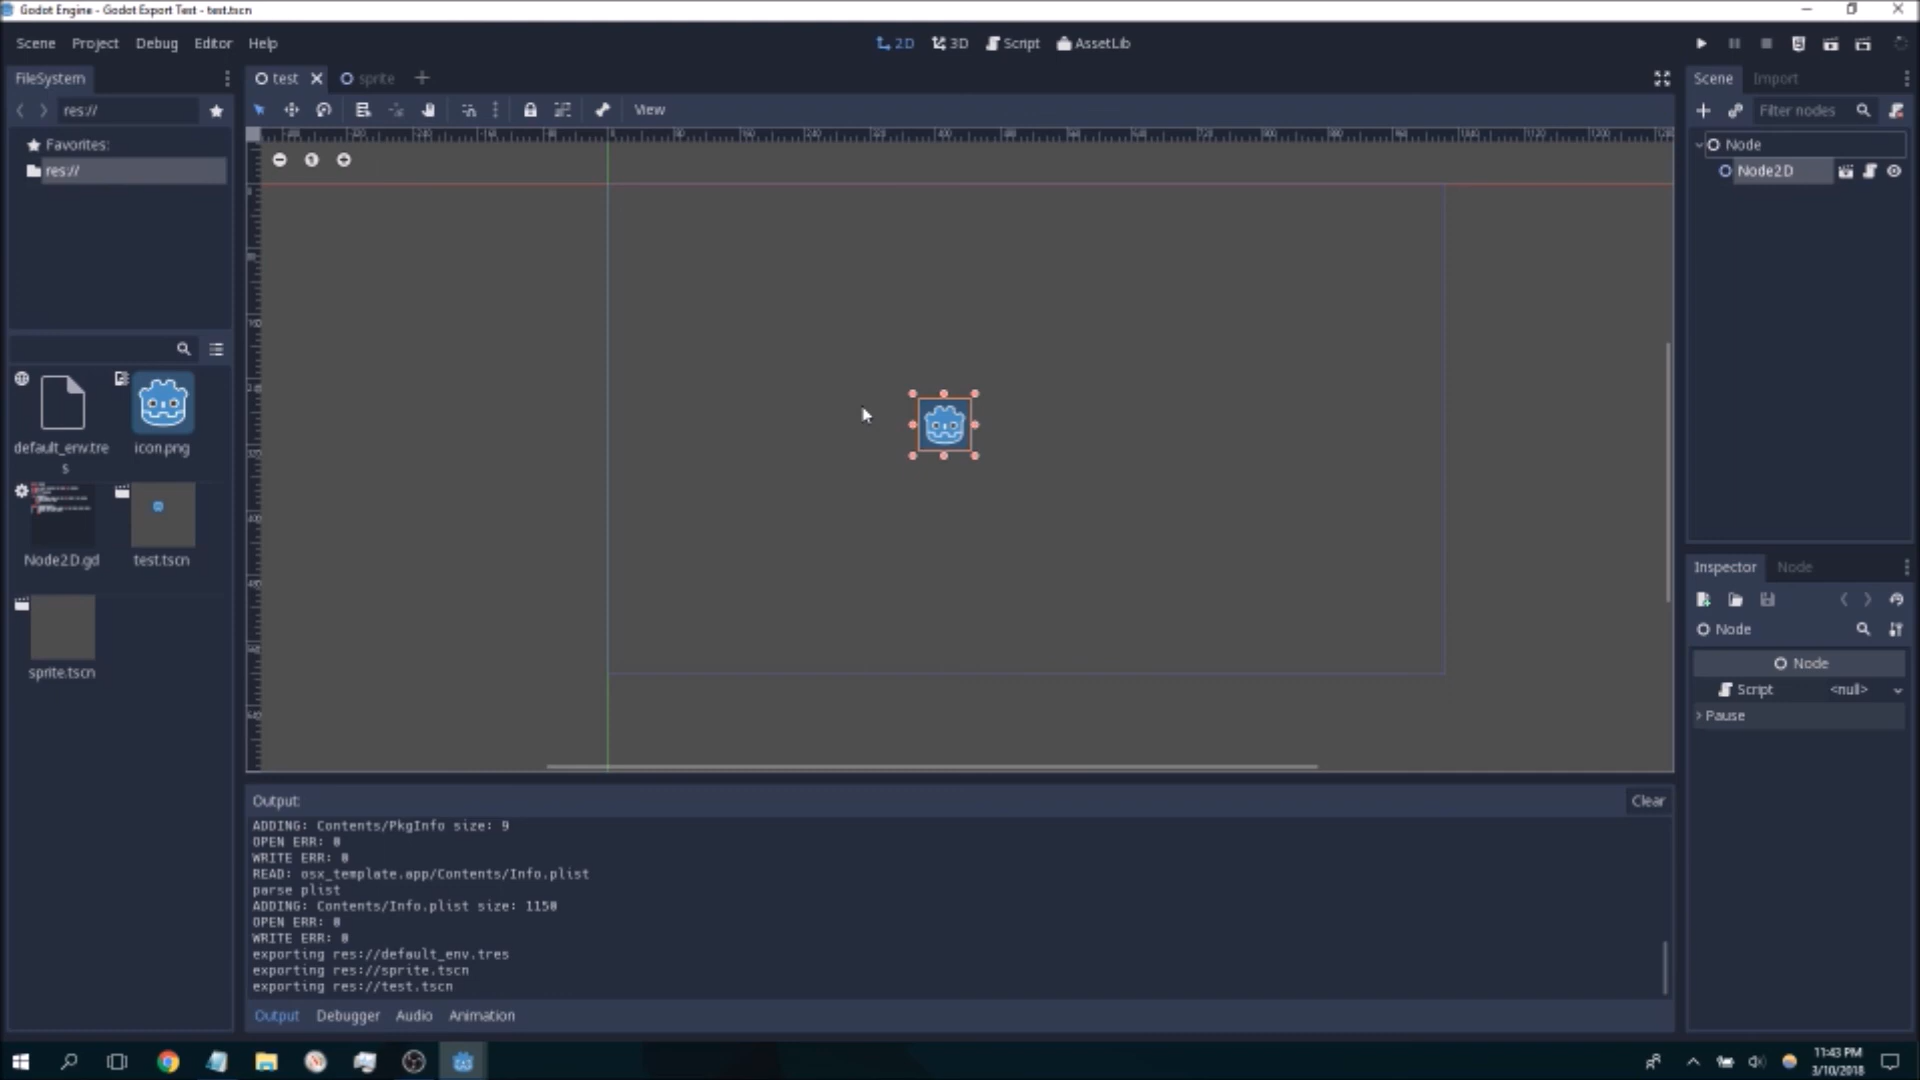 Godot Engine - Godot Export Test - test.tscn
Scene Project Debug Editor Help
2D 3D Script AssetLib
FileSystem
test sprite
Scene Import
res://
View
Filter nodes
Favorites:
res://
Node
Node2D
default_env.tre
s
icon.png
Node2D.gd
test.tscn
sprite.tscn
Inspector Node
Node
Node
Script <null>
Pause
Output:
Clear
ADDING: Contents/PkgInfo size: 9
OPEN ERR: 0
WRITE ERR: 0
READ: osx_template.app/Contents/Info.plist
parse plist
ADDING: Contents/Info.plist size: 1150
OPEN ERR: 0
WRITE ERR: 0
exporting res://default_env.tres
exporting res://sprite.tscn
exporting res://test.tscn
Output Debugger Audio Animation
11:43 PM
3/10/2018